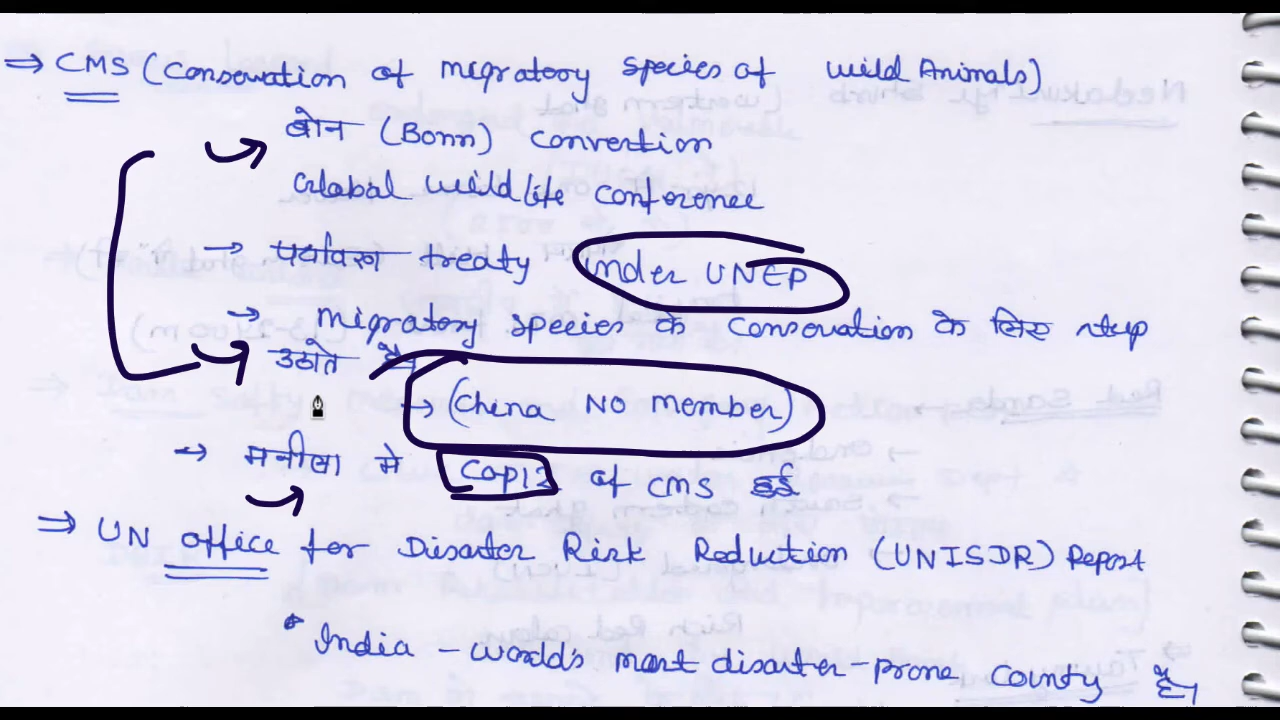 ⇒ CMS (Conservation of migratory species of wild Animals)
बोन (Bonn) Convention
Global wildlife conference
→ पर्यावरण treaty under UNEP
→ migratory species के conservation के लिए step
उठाते है
→ (China NO member)
→ मनीला मे COP12 of CMS हुई
⇒ UN office for Disaster Risk Reduction (UNISDR) Report
• India - world's most disaster-prone county है।